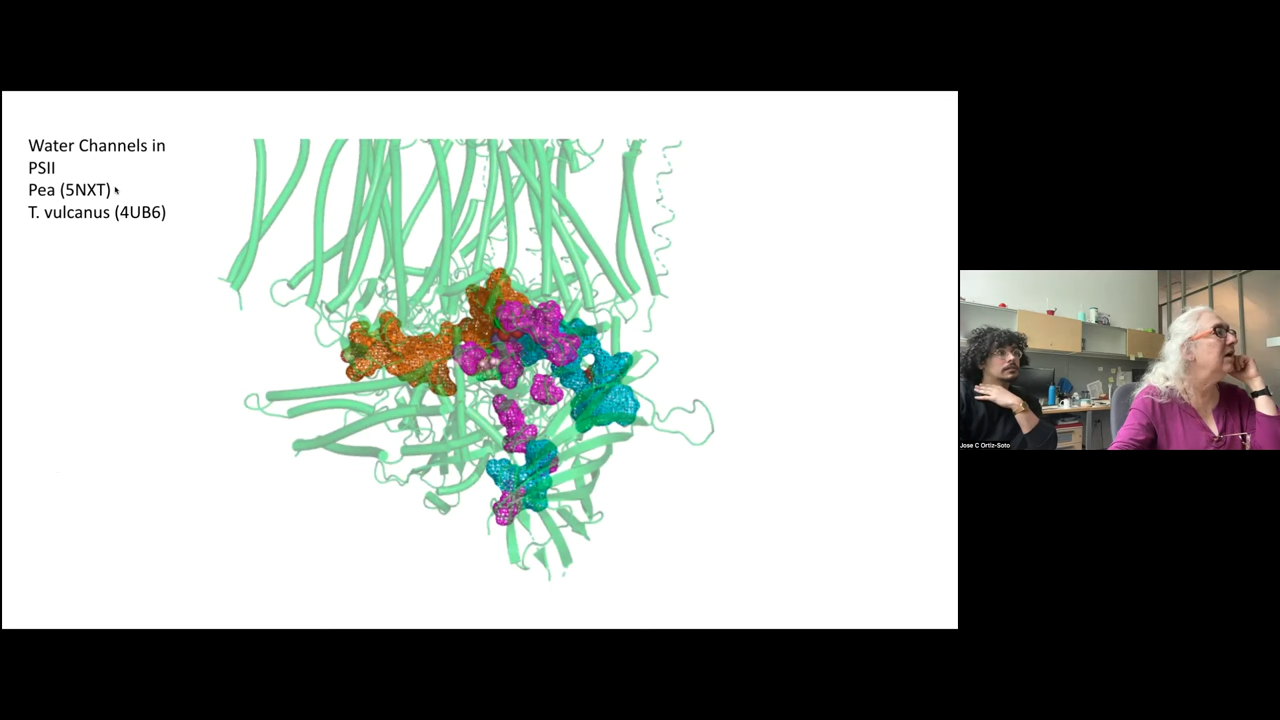 Water Channels in
PSII
Pea (5NXT)
T. vulcanus (4UB6)
Jose C Ortiz-Soto